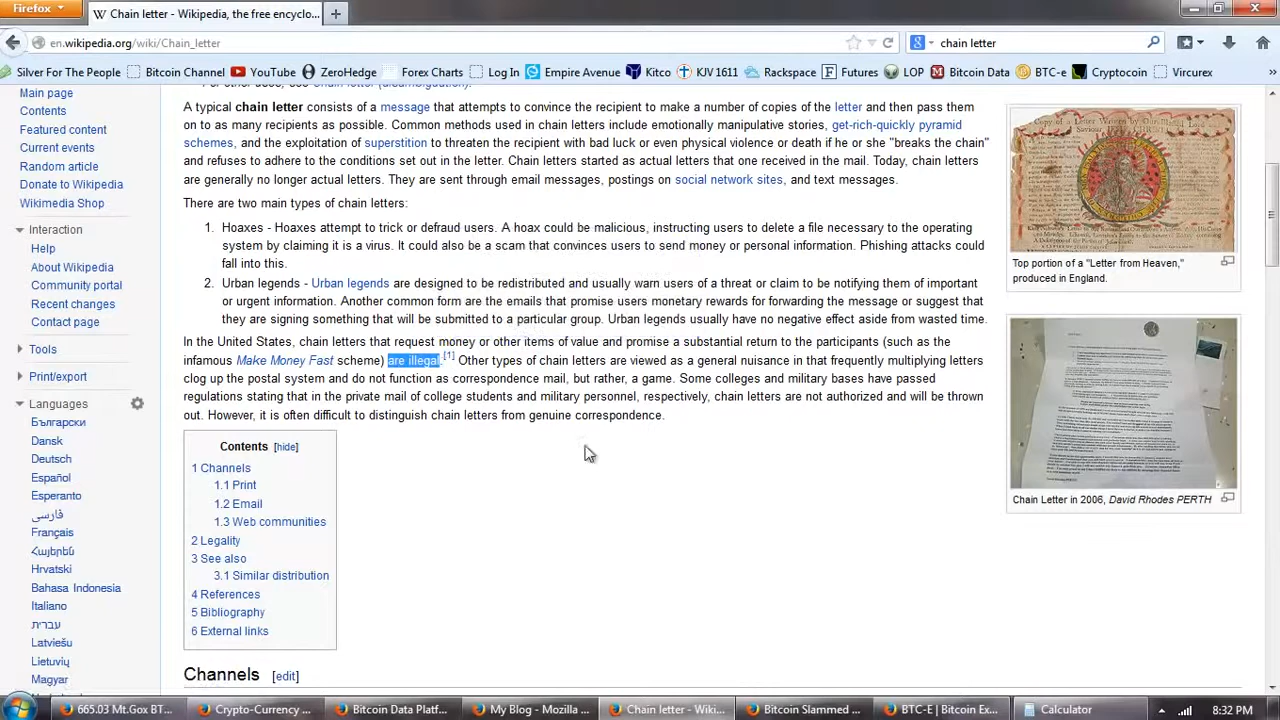 Firefox
Chain letter - Wikipedia, the free encyclo...
en.wikipedia.org/wiki/Chain_letter
chain letter
Silver For The People
Bitcoin Channel
YouTube
ZeroHedge
Forex Charts
Log In
Empire Avenue
Kitco
KJV 1611
Rackspace
Futures
LOP
Bitcoin Data
BTC-e
Cryptocoin
Vircurex
Main page
Contents
Featured content
Current events
Random article
Donate to Wikipedia
Wikimedia Shop
Interaction
Help
About Wikipedia
Community portal
Recent changes
Contact page
Tools
Print/export
Languages
Български
Dansk
Deutsch
Español
Esperanto
فارسی
Français
Հայերեն
Hrvatski
Bahasa Indonesia
Italiano
עברית
Latviešu
Lietuvių
Magyar
For other uses, see Chain letter (disambiguation).
A typical chain letter consists of a message that attempts to convince the recipient to make a number of copies of the letter and then pass them
on to as many recipients as possible. Common methods used in chain letters include emotionally manipulative stories, get-rich-quickly pyramid
schemes, and the exploitation of superstition to threaten the recipient with bad luck or even physical violence or death if he or she "breaks the chain"
and refuses to adhere to the conditions set out in the letter. Chain letters started as actual letters that one received in the mail. Today, chain letters
are generally no longer actual letters. They are sent through email messages, postings on social network sites, and text messages.
There are two main types of chain letters:
1. Hoaxes - Hoaxes attempt to trick or defraud users. A hoax could be malicious, instructing users to delete a file necessary to the operating
system by claiming it is a virus. It could also be a scam that convinces users to send money or personal information. Phishing attacks could
fall into this.
2. Urban legends - Urban legends are designed to be redistributed and usually warn users of a threat or claim to be notifying them of important
or urgent information. Another common form are the emails that promise users monetary rewards for forwarding the message or suggest that
they are signing something that will be submitted to a particular group. Urban legends usually have no negative effect aside from wasted time.
In the United States, chain letters that request money or other items of value and promise a substantial return to the participants (such as the
infamous Make Money Fast scheme) are illegal.[1] Other types of chain letters are viewed as a general nuisance in that frequently multiplying letters
clog up the postal system and do not function as correspondence mail, but rather, a game. Some colleges and military bases have passed
regulations stating that in the private mail of college students and military personnel, respectively, chain letters are not authorized and will be thrown
out. However, it is often difficult to distinguish chain letters from genuine correspondence.
Contents [hide]
1 Channels
1.1 Print
1.2 Email
1.3 Web communities
2 Legality
3 See also
3.1 Similar distribution
4 References
5 Bibliography
6 External links
Channels [edit]
Top portion of a "Letter from Heaven,"
produced in England.
Chain Letter in 2006, David Rhodes PERTH
665.03 Mt.Gox BT...
Crypto-Currency ...
Bitcoin Data Platf...
My Blog - Mozilla ...
Chain letter - Wiki...
Bitcoin Slammed ...
BTC-E | Bitcoin Ex...
Calculator
8:32 PM